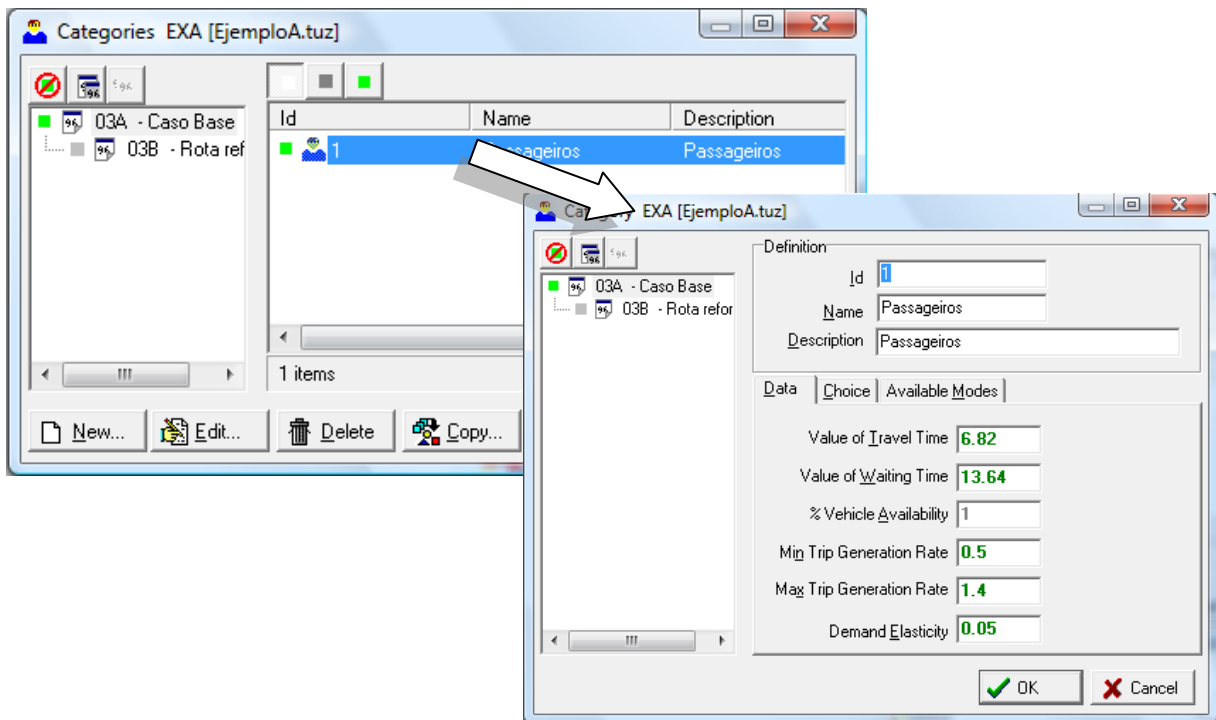 Categories EXA [EjemploA.tuz]
03A - Caso Base
03B - Rota ref
Id Name Description
1 Passageiros Passageiros
1 items
New... Edit... Delete Copy...
EXA [EjemploA.tuz]
03A - Caso Base
03B - Rota refor
Definition
Id 1
Name Passageiros
Description Passageiros
Data Choice Available Modes
Value of Travel Time 6.82
Value of Waiting Time 13.64
% Vehicle Availability 1
Min Trip Generation Rate 0.5
Max Trip Generation Rate 1.4
Demand Elasticity 0.05
OK Cancel